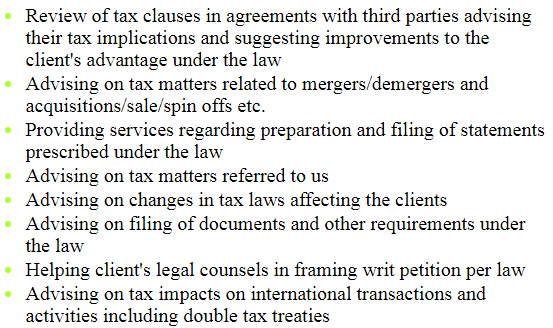 Review of tax clauses in agreements with third parties advising
their tax implications and suggesting improvements to the
client's advantage under the law
Advising on tax matters related to mergers/demergers and
acquisitions/sale/spin offs etc.
Providing services regarding preparation and filing of statements
prescribed under the law
Advising on tax matters referred to us
Advising on changes in tax laws affecting the clients
Advising on filing of documents and other requirements under
the law
Helping client's legal counsels in framing writ petition per law
Advising on tax impacts on international transactions and
activities including double tax treaties